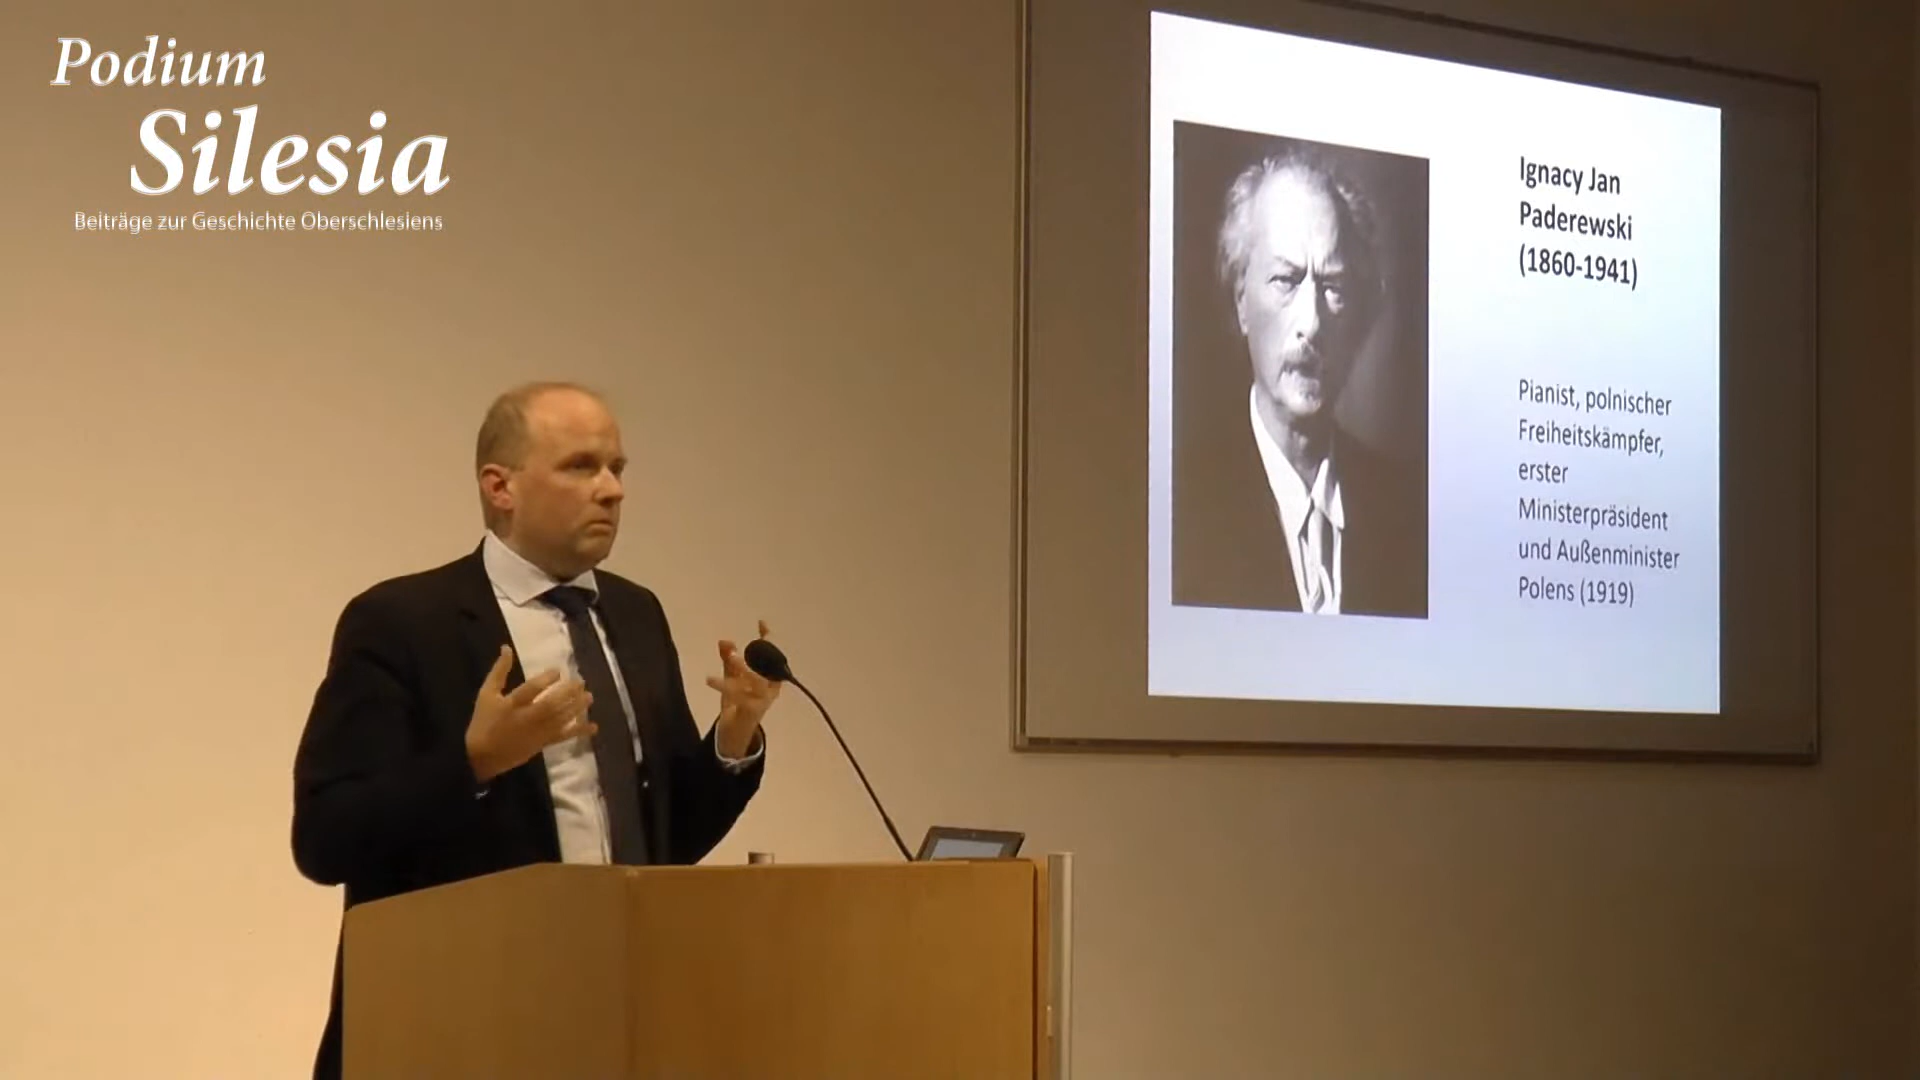 Podium
Silesia
Beiträge zur Geschichte Oberschlesiens
Ignacy Jan
Paderewski
(1860-1941)
Pianist, polnischer
Freiheitskämpfer,
erster
Ministerpräsident
und Außenminister
Polens (1919)